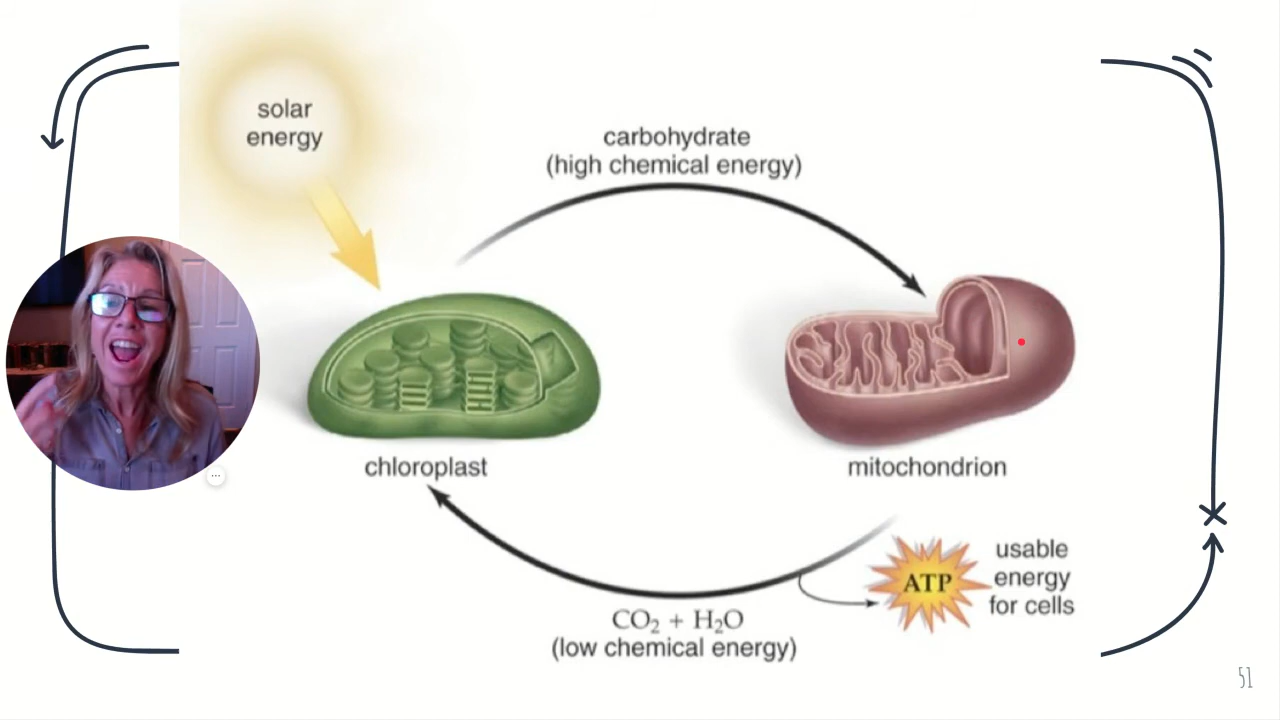 solar
energy
carbohydrate
(high chemical energy)
chloroplast
mitochondrion
ATP
usable
energy
for cells
CO₂ + H₂O
(low chemical energy)
51